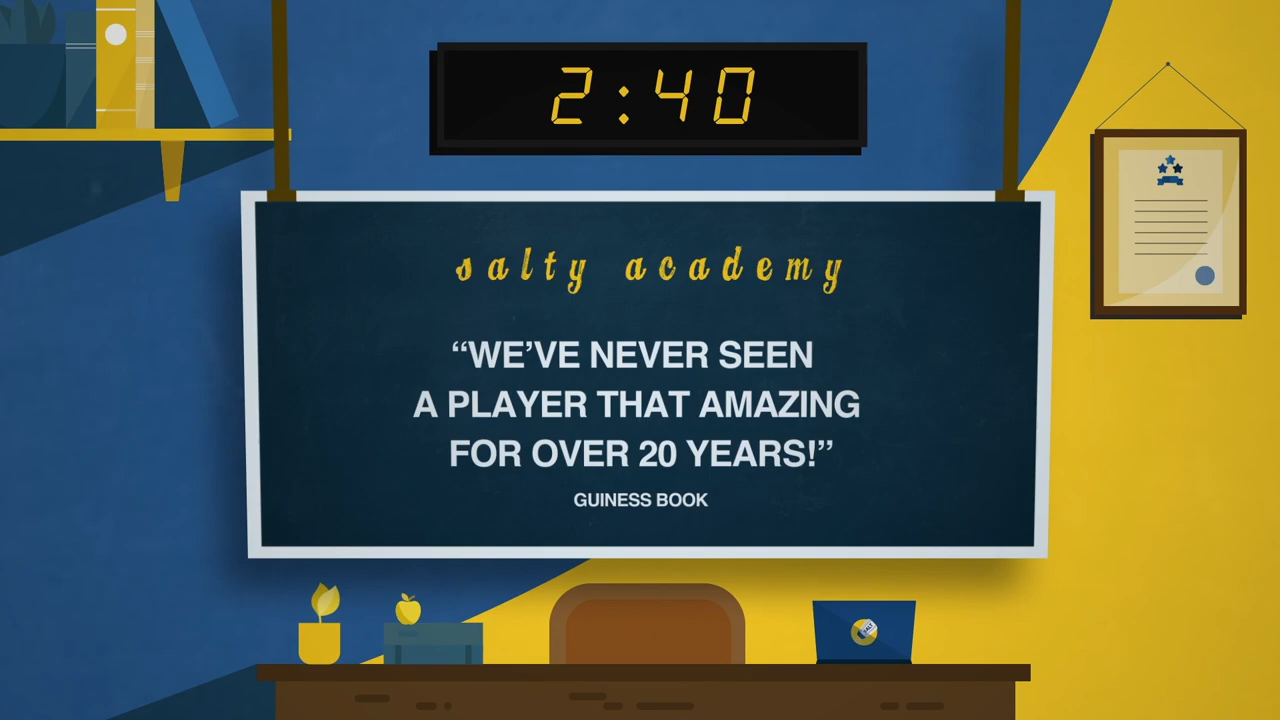 2:40
salty academy
“WE’VE NEVER SEEN
A PLAYER THAT AMAZING
FOR OVER 20 YEARS!”
GUINESS BOOK